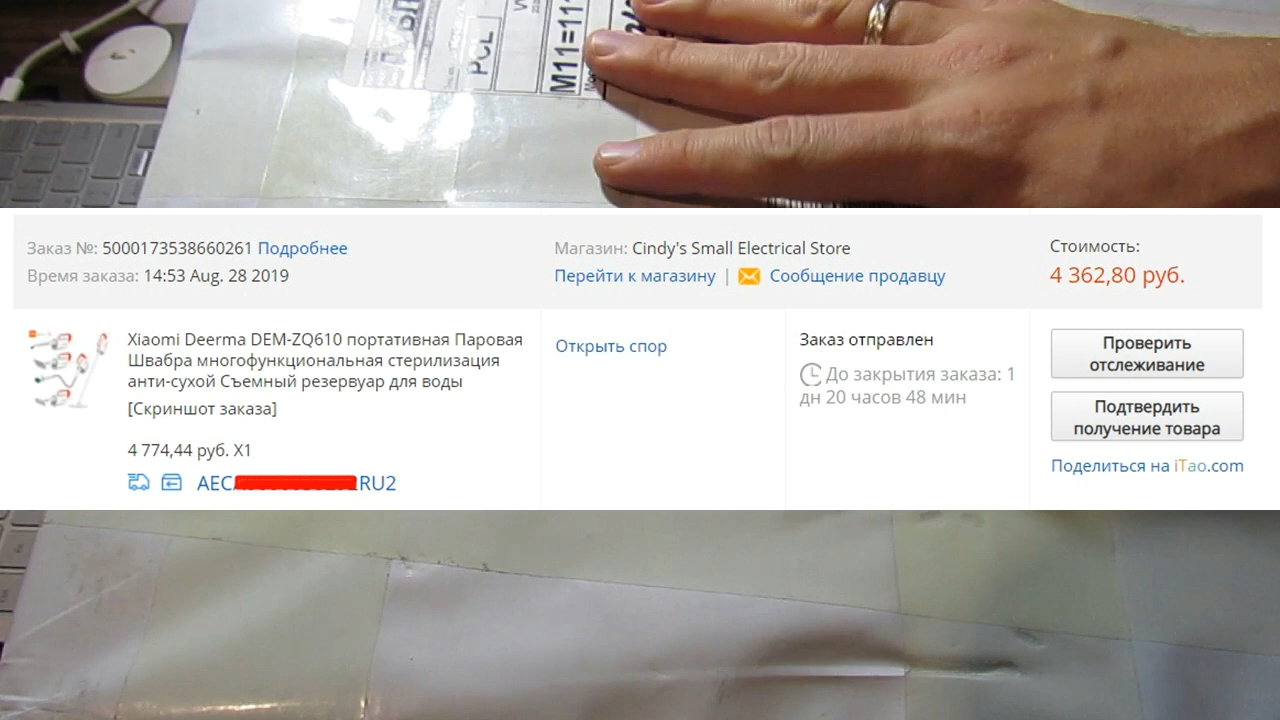 PCL
M11=11
Заказ №: 5000173538660261 Подробнее
Время заказа: 14:53 Aug. 28 2019
Магазин: Cindy's Small Electrical Store
Перейти к магазину | Сообщение продавцу
Стоимость:
4 362,80 руб.
Xiaomi Deerma DEM-ZQ610 портативная Паровая
Швабра многофункциональная стерилизация
анти-сухой Съемный резервуар для воды
[Скриншот заказа]
4 774,44 руб. X1
AEC
RU2
Открыть спор
Заказ отправлен
До закрытия заказа: 1
дн 20 часов 48 мин
Проверить
отслеживание
Подтвердить
получение товара
Поделиться на iTao.com